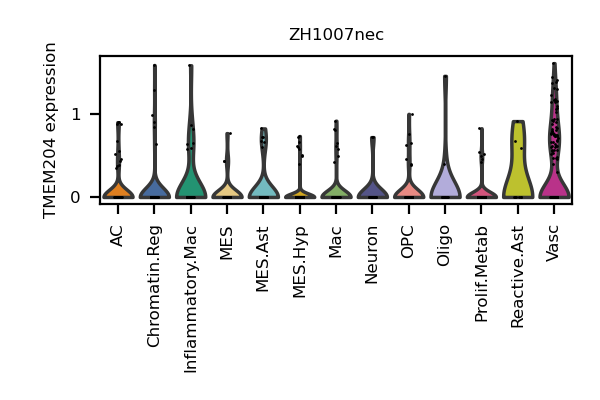 ZH1007nec
TMEM204 expression
1
0
AC
Chromatin.Reg
Inflammatory.Mac
MES
MES.Ast
MES.Hyp
Mac
Neuron
OPC
Oligo
Prolif.Metab
Reactive.Ast
Vasc